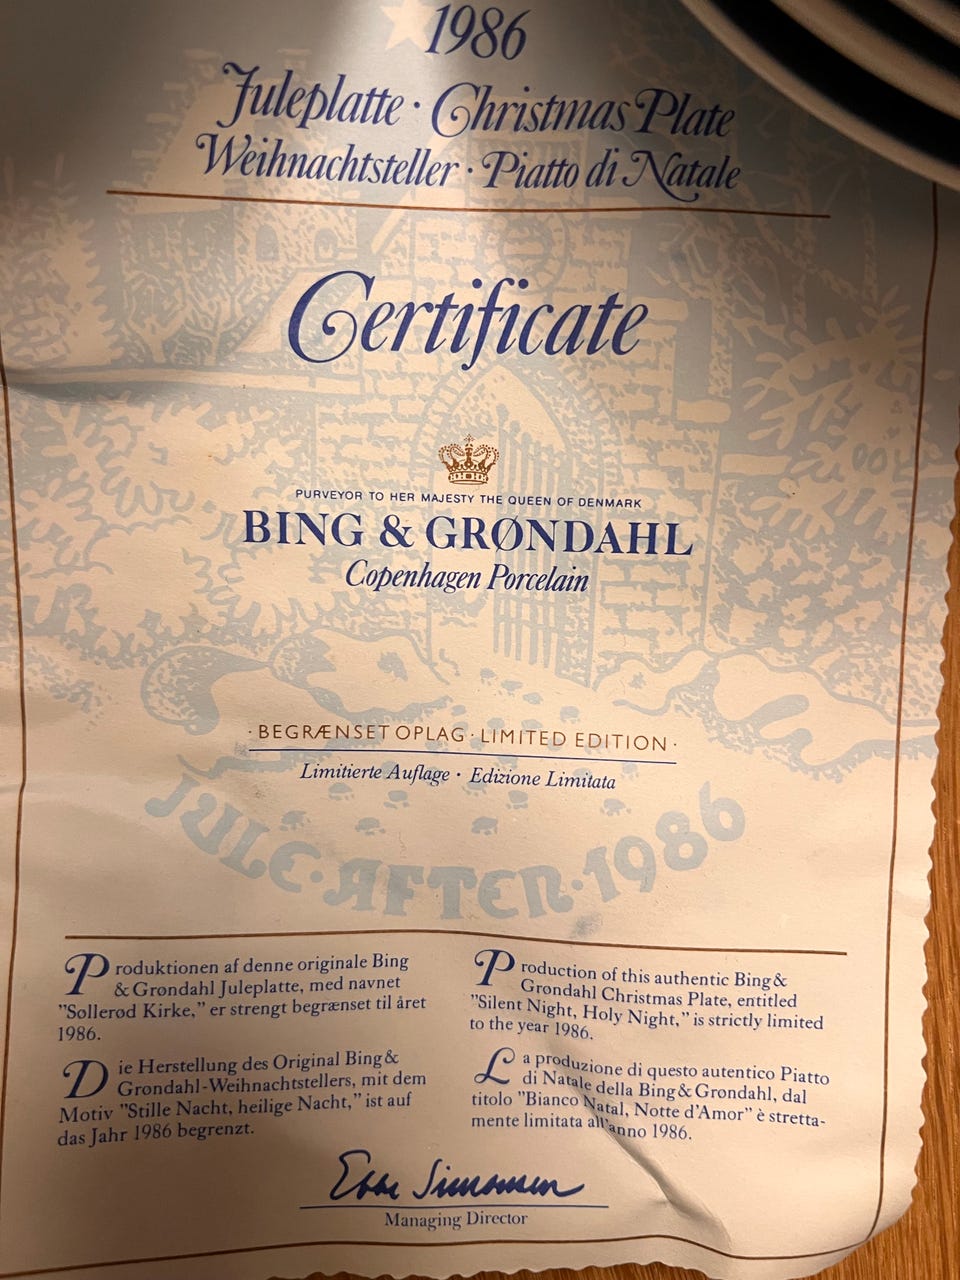 1986
Juleplatte · Christmas Plate
Weihnachtsteller · Piatto di Natale
Certificate
PURVEYOR TO HER MAJESTY THE QUEEN OF DENMARK
BING & GRØNDAHL
Copenhagen Porcelain
· BEGRÆNSET OPLAG · LIMITED EDITION ·
Limitierte Auflage · Edizione Limitata
JULE · AFTEN · 1986
Produktionen af denne originale Bing
& Grøndahl Juleplatte, med navnet
"Søllerød Kirke," er strengt begrænset til året
1986.
Production of this authentic Bing &
Grøndahl Christmas Plate, entitled
"Silent Night, Holy Night," is strictly limited
to the year 1986.
Die Herstellung des Original Bing &
Grøndahl-Weihnachtstellers, mit dem
Motiv "Stille Nacht, heilige Nacht," ist auf
das Jahr 1986 begrenzt.
La produzione di questo autentico Piatto
di Natale della Bing & Grøndahl, dal
titolo "Bianco Natal, Notte d'Amor" è stretta-
mente limitata all'anno 1986.
Ebbe Simonsen
Managing Director